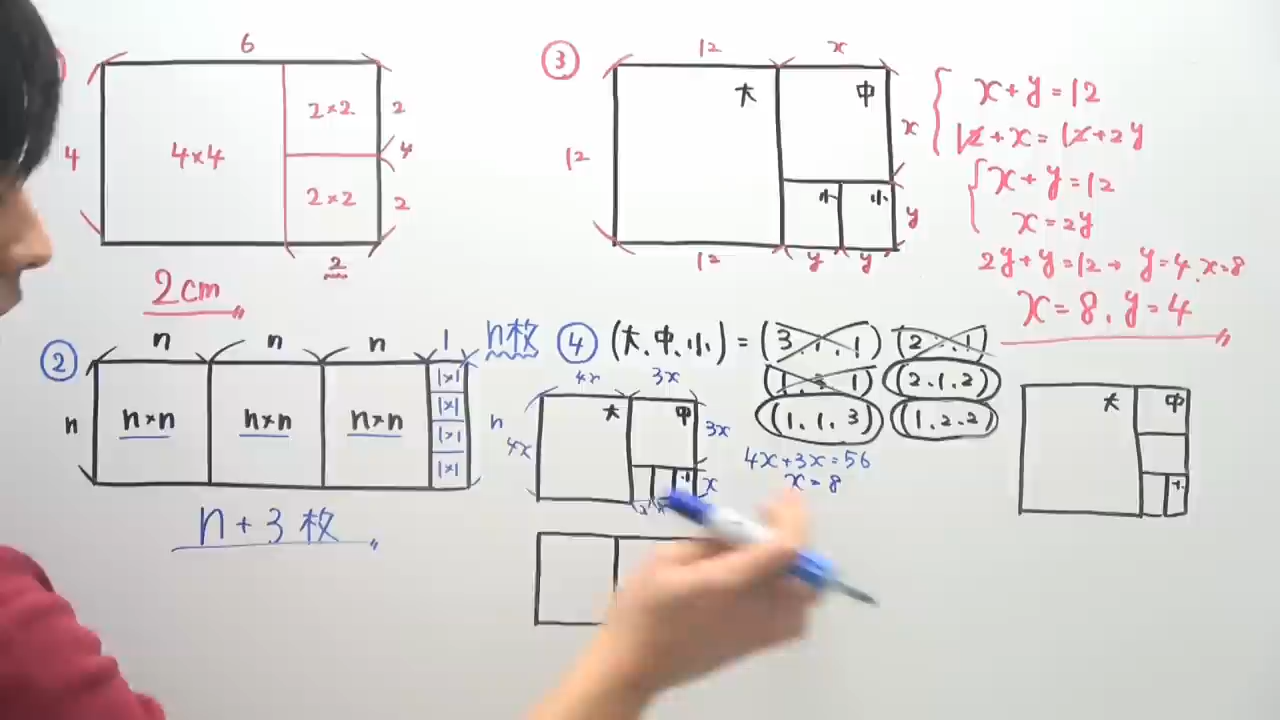 6
4
4×4
2×2
2
4
2×2
2
2
2cm
③
12
x
大
中
12
x
小
小
y
12
y
y
x+y=12
12+x=12+2y
x+y=12
x=2y
2y+y=12→ y=4, x=8
x=8, y=4
②
n
n
n
1
n枚
n
n×n
n×n
n×n
1×1
1×1
1×1
1×1
n
n+3枚
④
(大、中、小)=
(3,1,1)
(2,2,1)
(1,3,1)
(2,1,2)
(1,1,3)
(1,2,2)
4x
3x
大
中
4x
3x
x
4x+3x=56
x=8
大
中
小